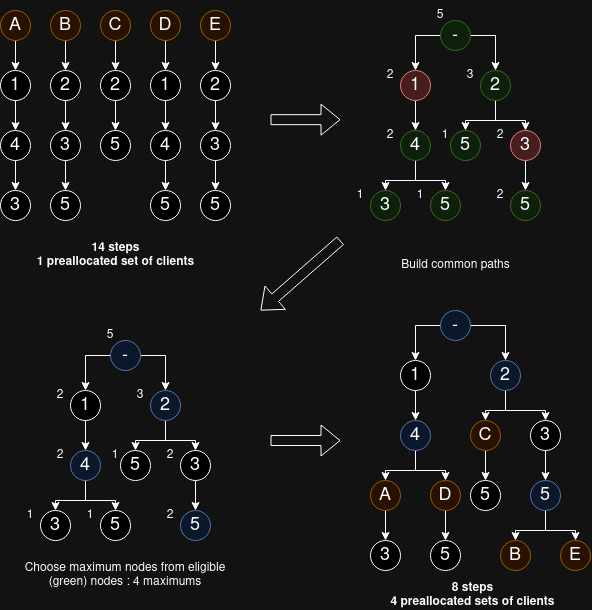 A B C D E
1 2 2 1 2
4 3 5 4 3
3 5 5 5
14 steps
1 preallocated set of clients
5 -
2 1 3 2
2 4 1 5 2 3
1 3 1 5 2 5
Build common paths
5 -
2 1 3 2
2 4 1 5 2 3
1 3 1 5 2 5
Choose maximum nodes from eligible
(green) nodes : 4 maximums
-
1 2
4 C 3
A D 5 5
3 5 B E
8 steps
4 preallocated sets of clients